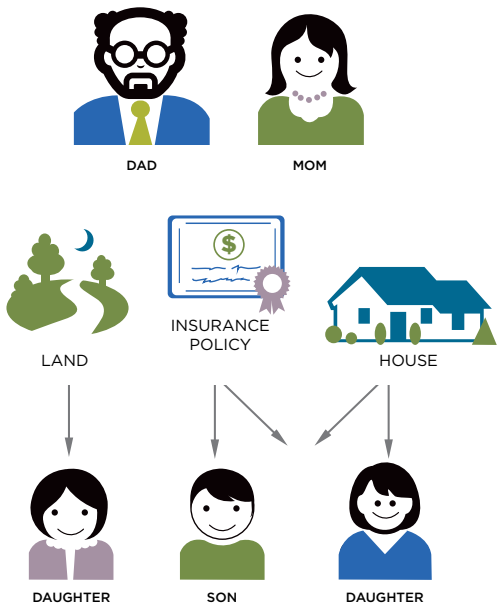 DAD
MOM
$
INSURANCE
POLICY
LAND
HOUSE
DAUGHTER
SON
DAUGHTER